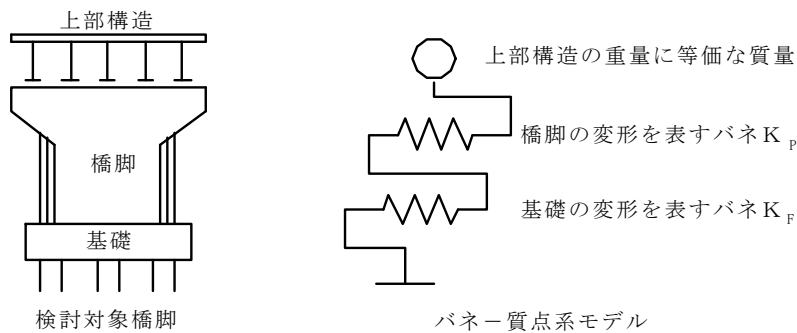 上部構造
橋脚
基礎
検討対象橋脚
上部構造の重量に等価な質量
橋脚の変形を表すバネKP
基礎の変形を表すバネKF
バネー質点系モデル